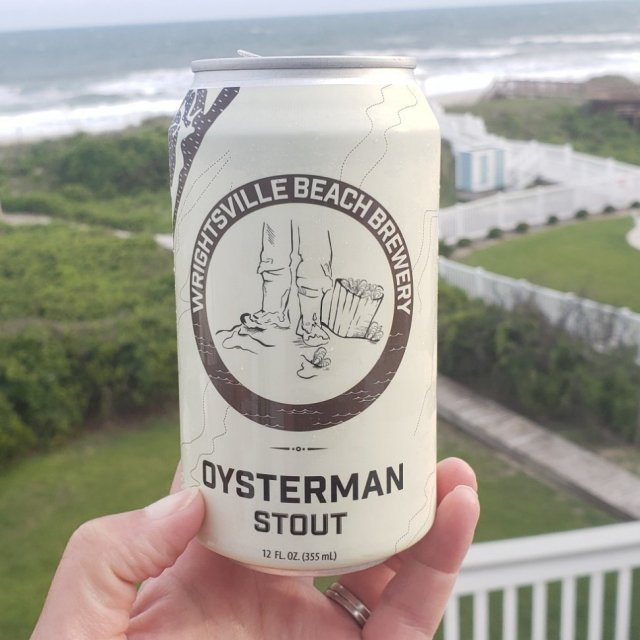 WRIGHTSVILLE BEACH BREWERY
OYSTERMAN
STOUT
12 FL. OZ. (355 mL)